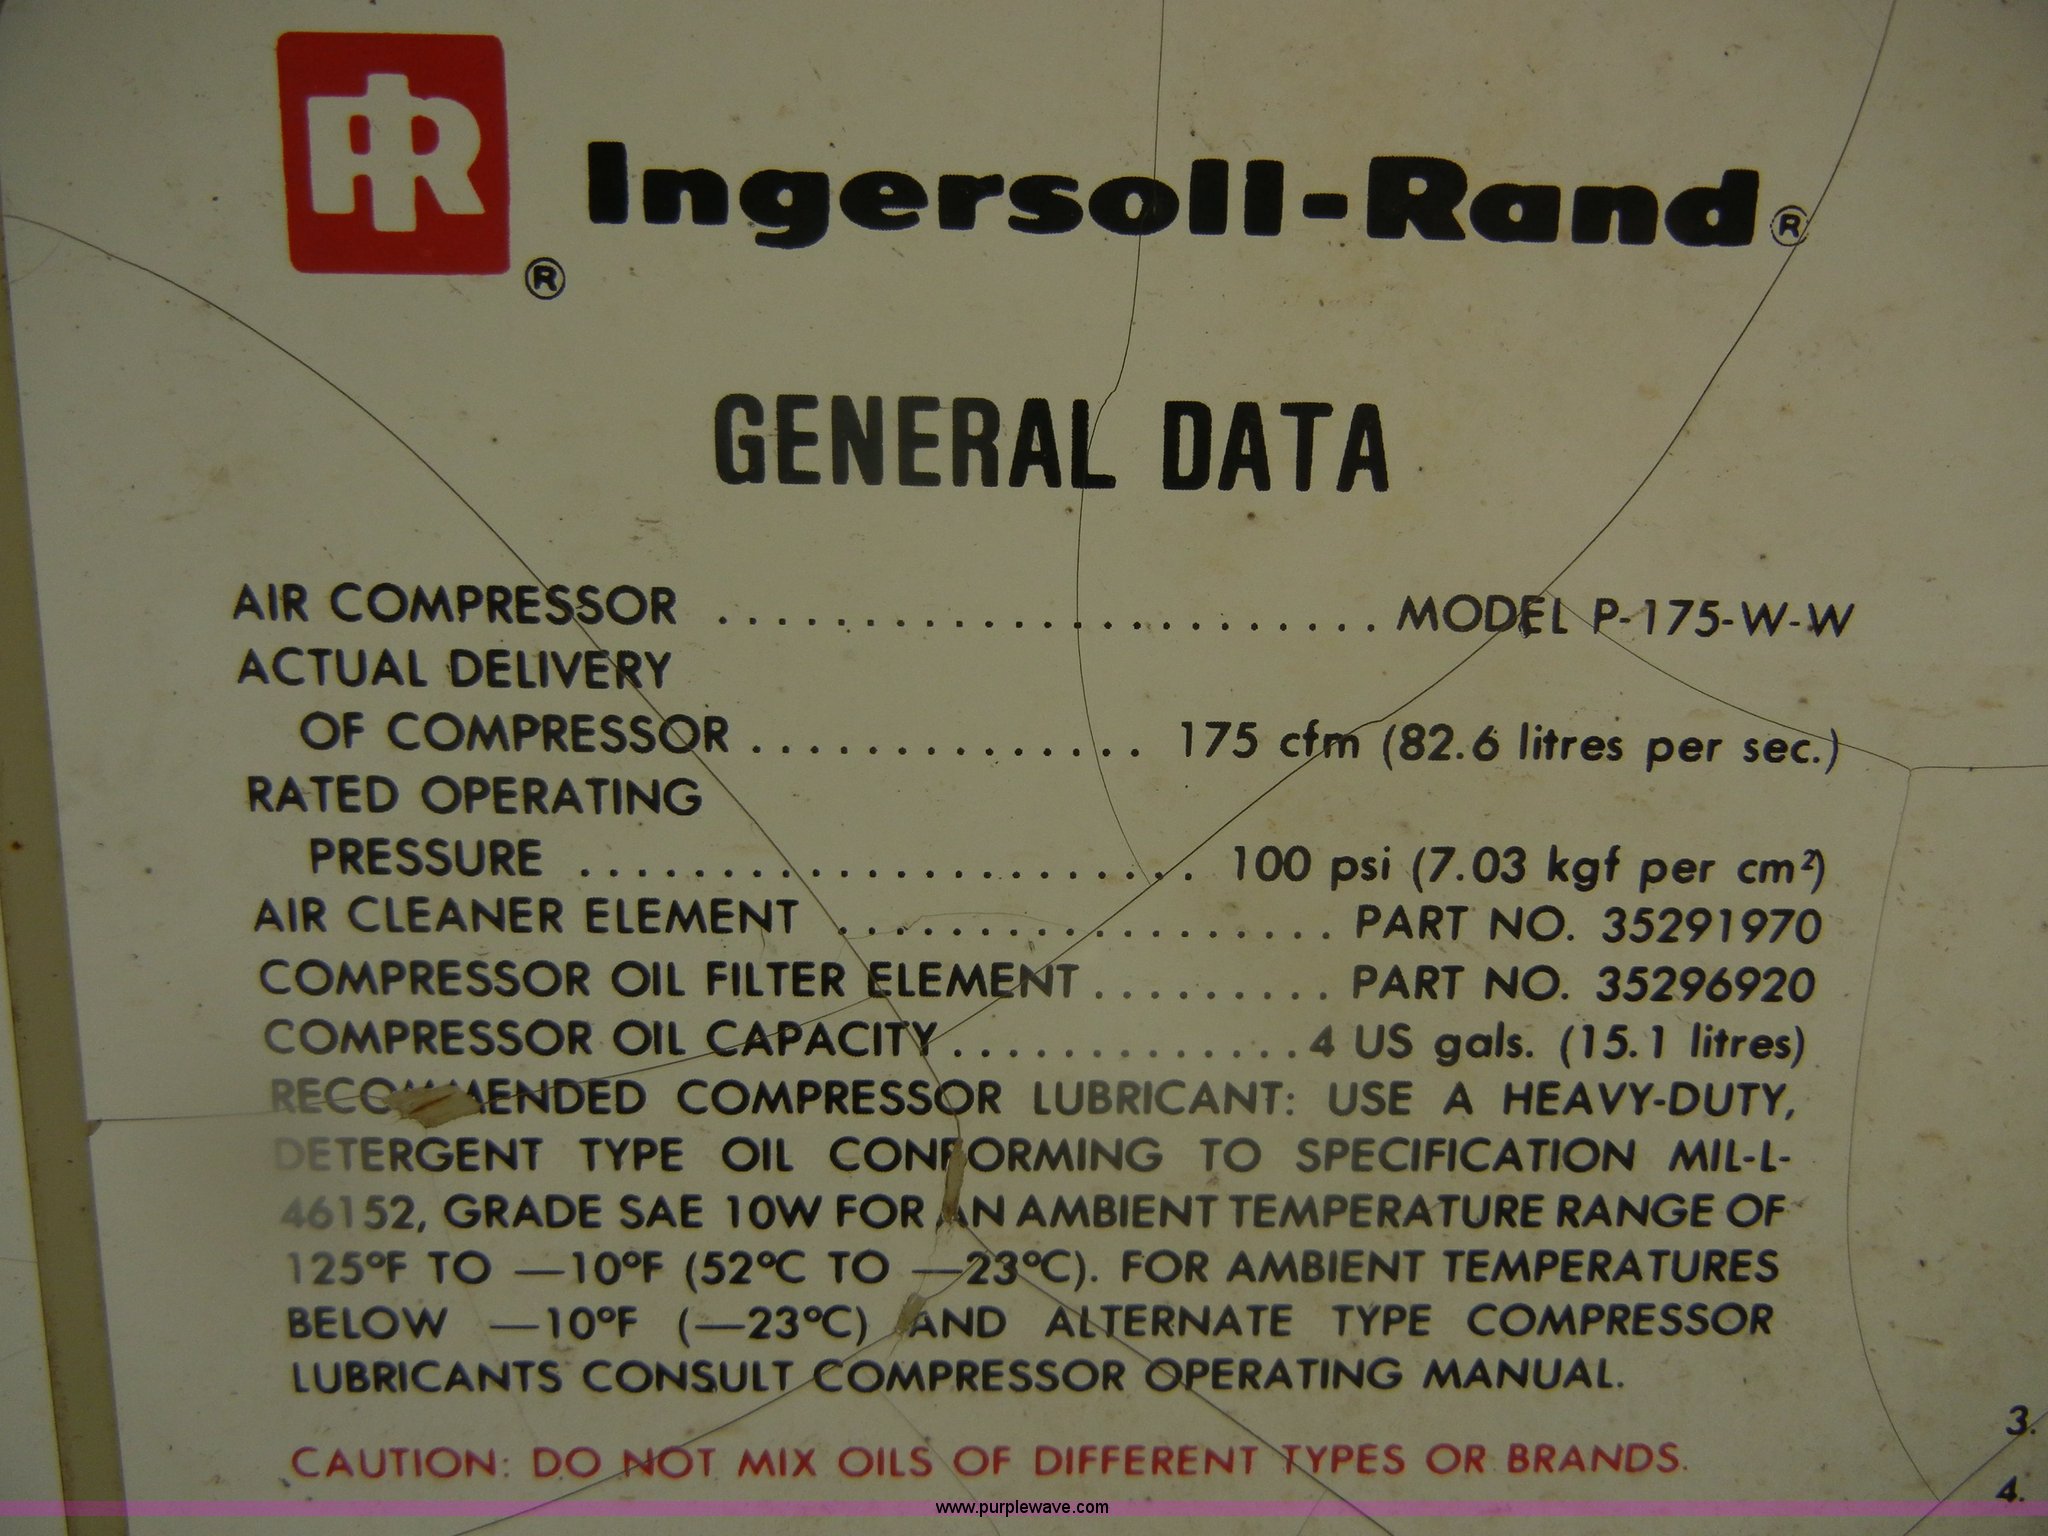 IR
® Ingersoll-Rand®
GENERAL DATA
AIR COMPRESSOR ........................ MODEL P-175-W-W
ACTUAL DELIVERY
OF COMPRESSOR .............. 175 cfm (82.6 litres per sec.)
RATED OPERATING
PRESSURE ...................... 100 psi (7.03 kgf per cm²)
AIR CLEANER ELEMENT .................. PART NO. 35291970
COMPRESSOR OIL FILTER ELEMENT .......... PART NO. 35296920
COMPRESSOR OIL CAPACITY .............. 4 US gals. (15.1 litres)
RECOMMENDED COMPRESSOR LUBRICANT: USE A HEAVY-DUTY,
DETERGENT TYPE OIL CONFORMING TO SPECIFICATION MIL-L-
46152, GRADE SAE 10W FOR AN AMBIENT TEMPERATURE RANGE OF
125°F TO —10°F (52°C TO —23°C). FOR AMBIENT TEMPERATURES
BELOW —10°F (—23°C) AND ALTERNATE TYPE COMPRESSOR
LUBRICANTS CONSULT COMPRESSOR OPERATING MANUAL.
3.
CAUTION: DO NOT MIX OILS OF DIFFERENT TYPES OR BRANDS.
4.
www.purplewave.com